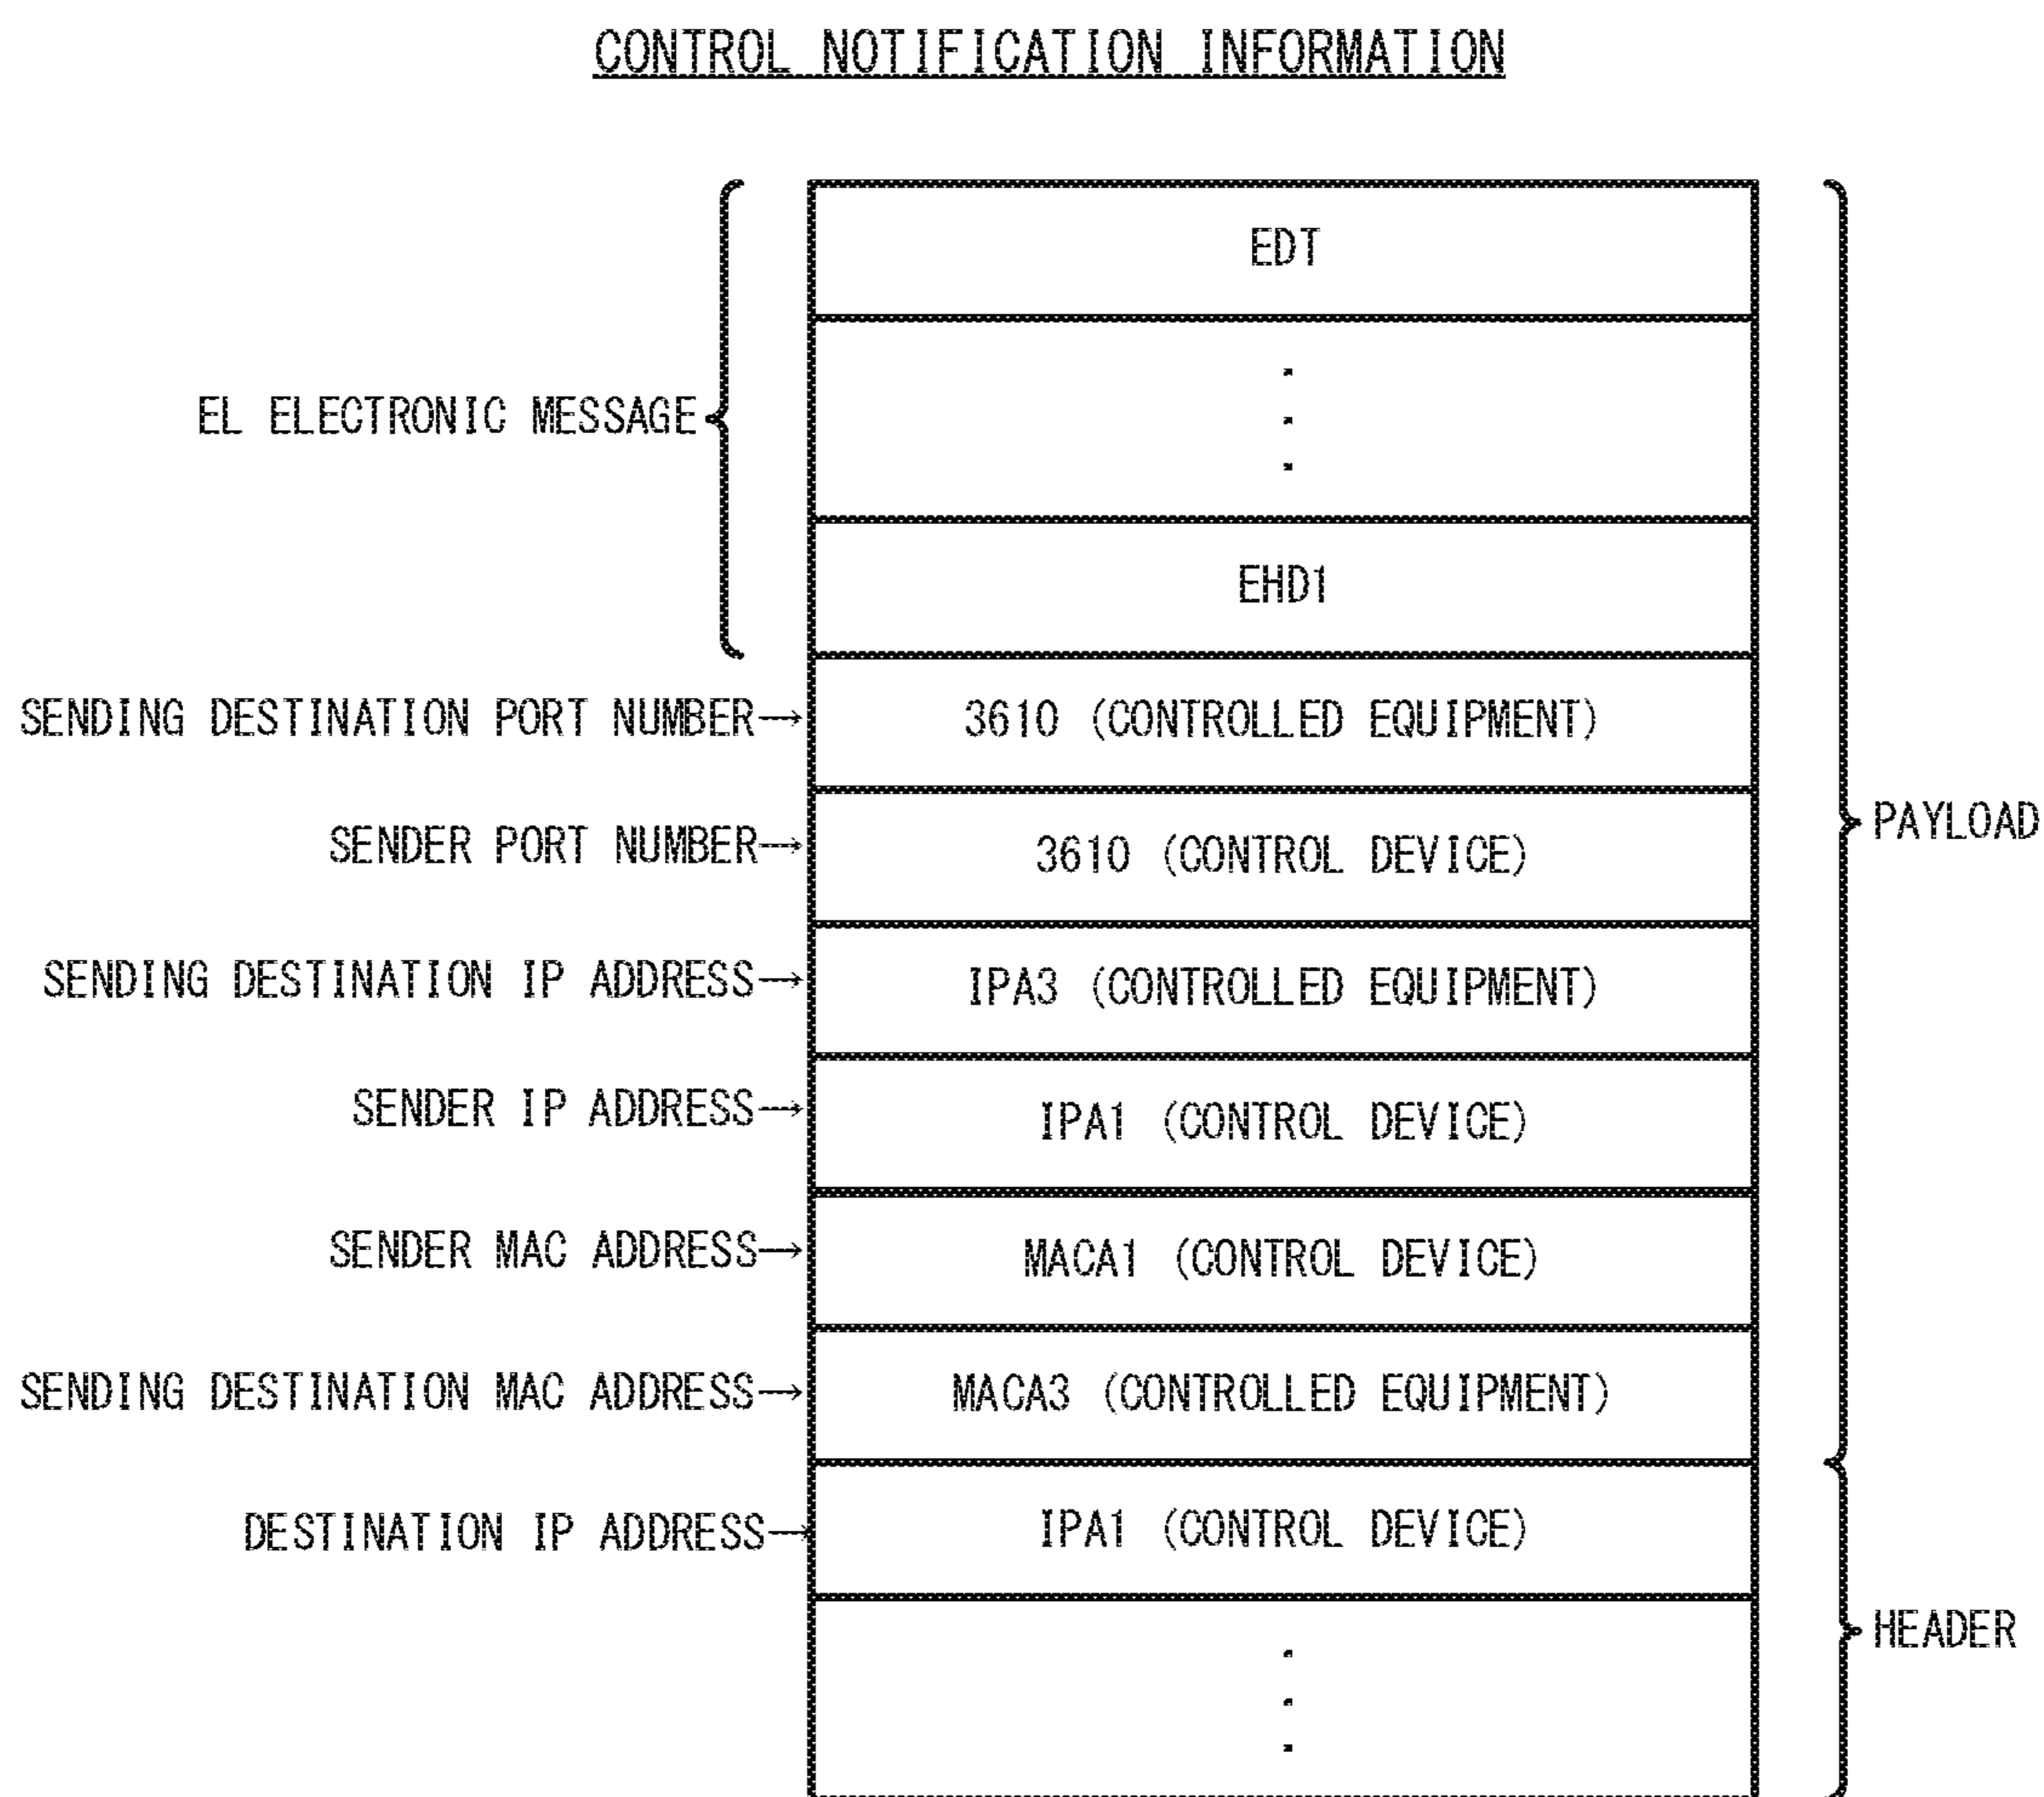 CONTROL NOTIFICATION INFORMATION
EDT
EL ELECTRONIC MESSAGE
EHD1
SENDING DESTINATION PORT NUMBER→ 3610 (CONTROLLED EQUIPMENT)
PAYLOAD
SENDER PORT NUMBER→ 3610 (CONTROL DEVICE)
SENDING DESTINATION IP ADDRESS→ IPA3 (CONTROLLED EQUIPMENT)
SENDER IP ADDRESS→ IPA1 (CONTROL DEVICE)
SENDER MAC ADDRESS→ MACA1 (CONTROL DEVICE)
SENDING DESTINATION MAC ADDRESS→ MACA3 (CONTROLLED EQUIPMENT)
DESTINATION IP ADDRESS→ IPA1 (CONTROL DEVICE)
HEADER